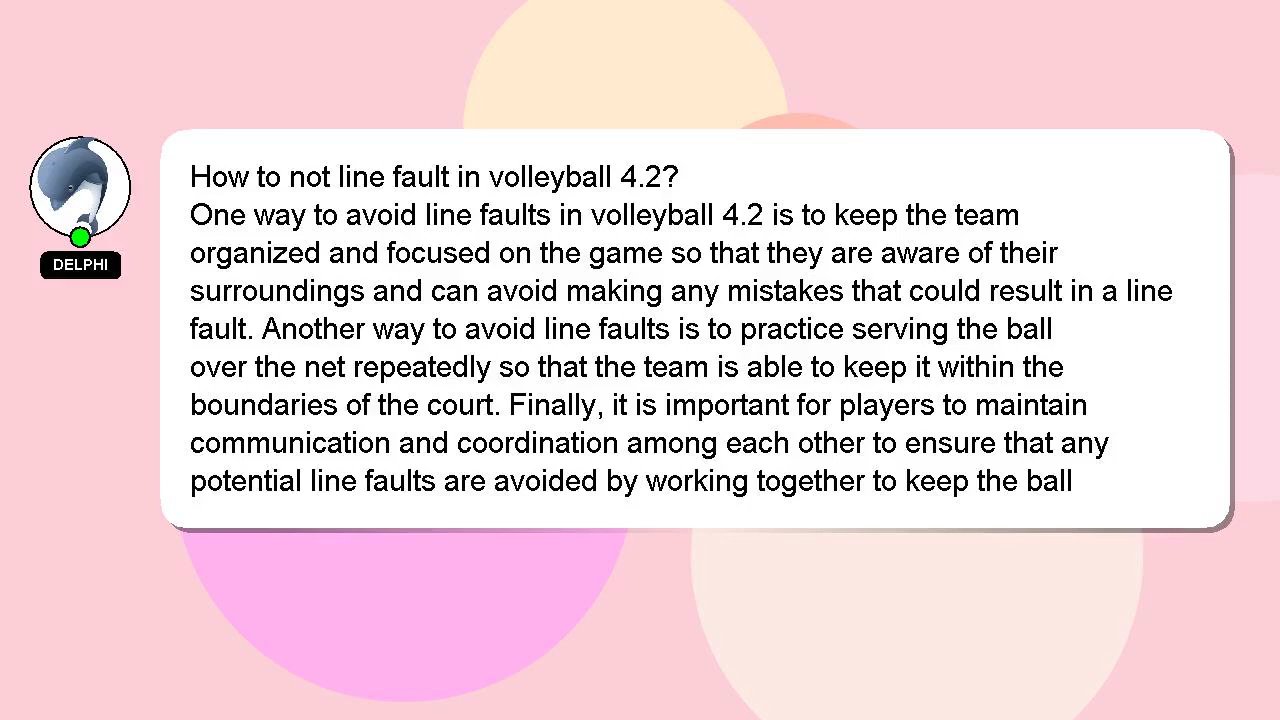 How to not line fault in volleyball 4.2?
One way to avoid line faults in volleyball 4.2 is to keep the team
organized and focused on the game so that they are aware of their
surroundings and can avoid making any mistakes that could result in a line
fault. Another way to avoid line faults is to practice serving the ball
over the net repeatedly so that the team is able to keep it within the
boundaries of the court. Finally, it is important for players to maintain
communication and coordination among each other to ensure that any
potential line faults are avoided by working together to keep the ball
DELPHI